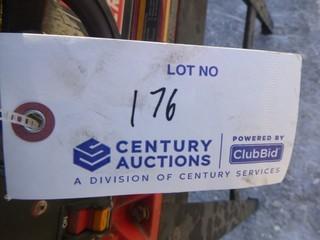 LOT NO
176
CENTURY AUCTIONS
POWERED BY
ClubBid
A DIVISION OF CENTURY SERVICES